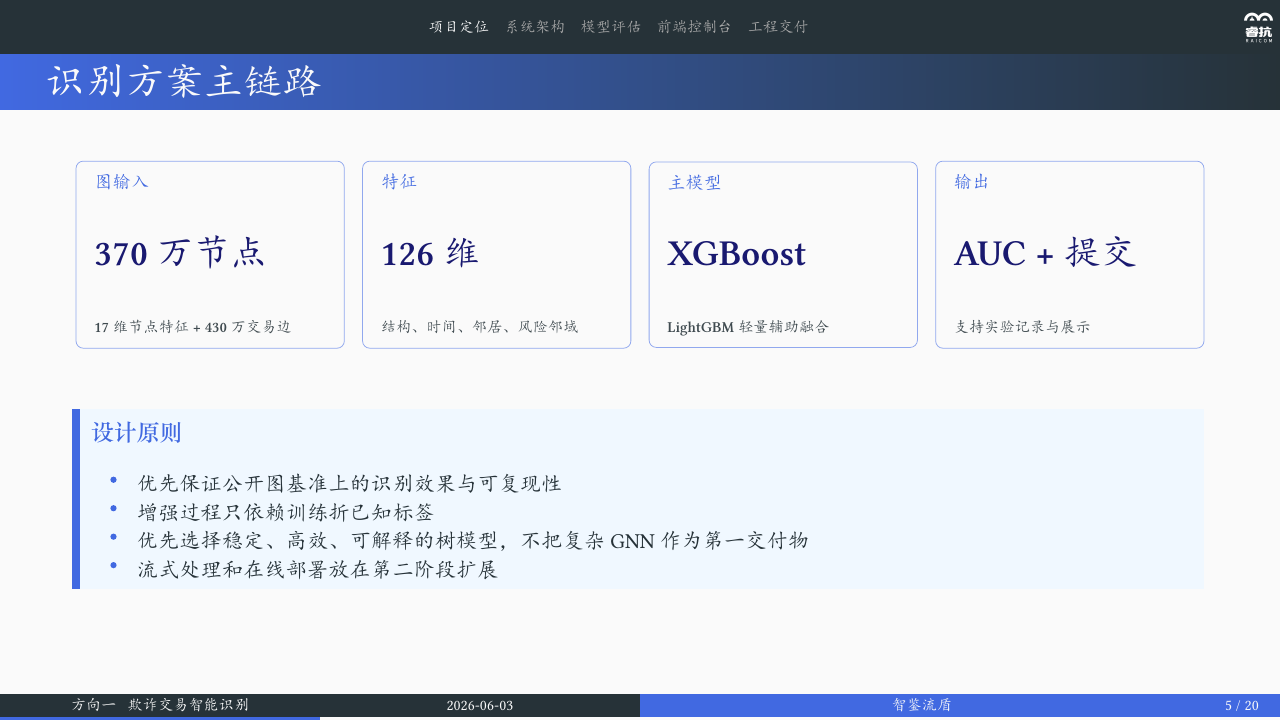 项目定位 系统架构 模型评估 前端控制台 工程交付
睿抗
RAICOM
识别方案主链路
图输入
370 万节点
17 维节点特征 + 430 万交易边
特征
126 维
结构、时间、邻居、风险邻域
主模型
XGBoost
LightGBM 轻量辅助融合
输出
AUC + 提交
支持实验记录与展示
设计原则
• 优先保证公开图基准上的识别效果与可复现性
• 增强过程只依赖训练折已知标签
• 优先选择稳定、高效、可解释的树模型，不把复杂 GNN 作为第一交付物
• 流式处理和在线部署放在第二阶段扩展
方向一 欺诈交易智能识别 2026-06-03 智鉴流盾 5 / 20